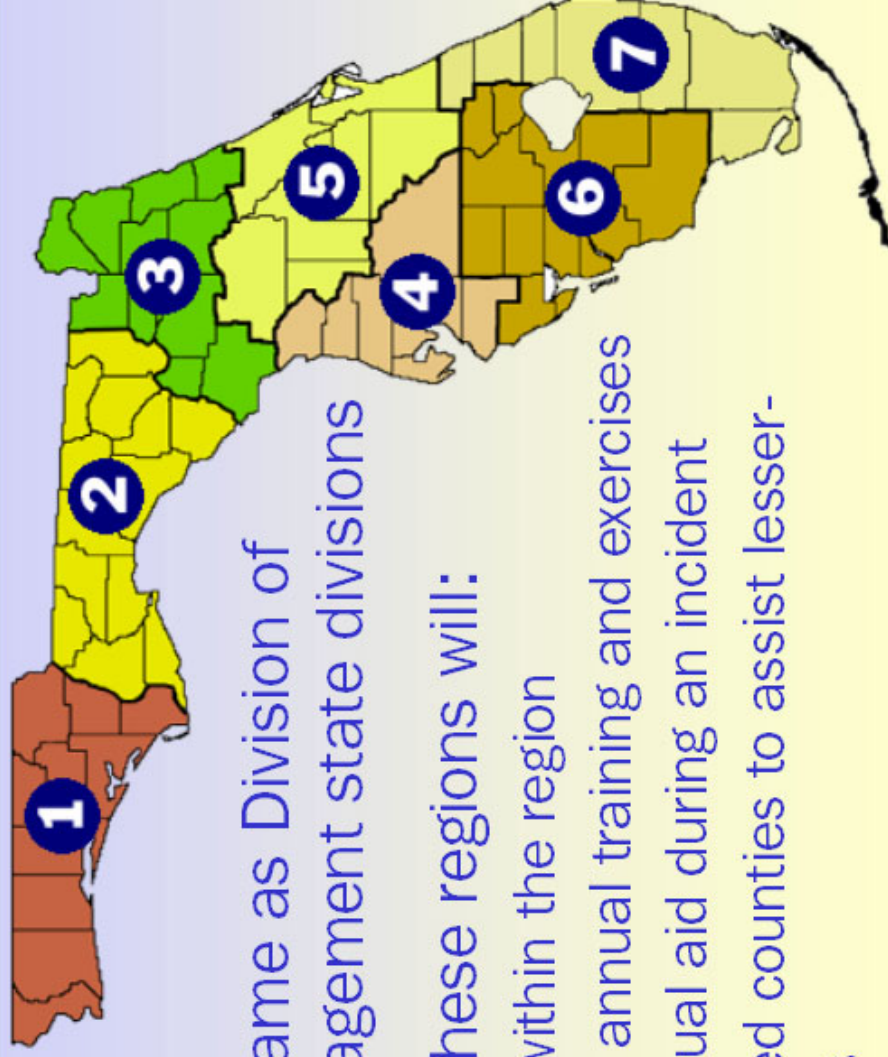 1
2
3
4
5
6
7
ame as Division of
agement state divisions
hese regions will:
within the region
annual training and exercises
ual aid during an incident
ed counties to assist lesser-